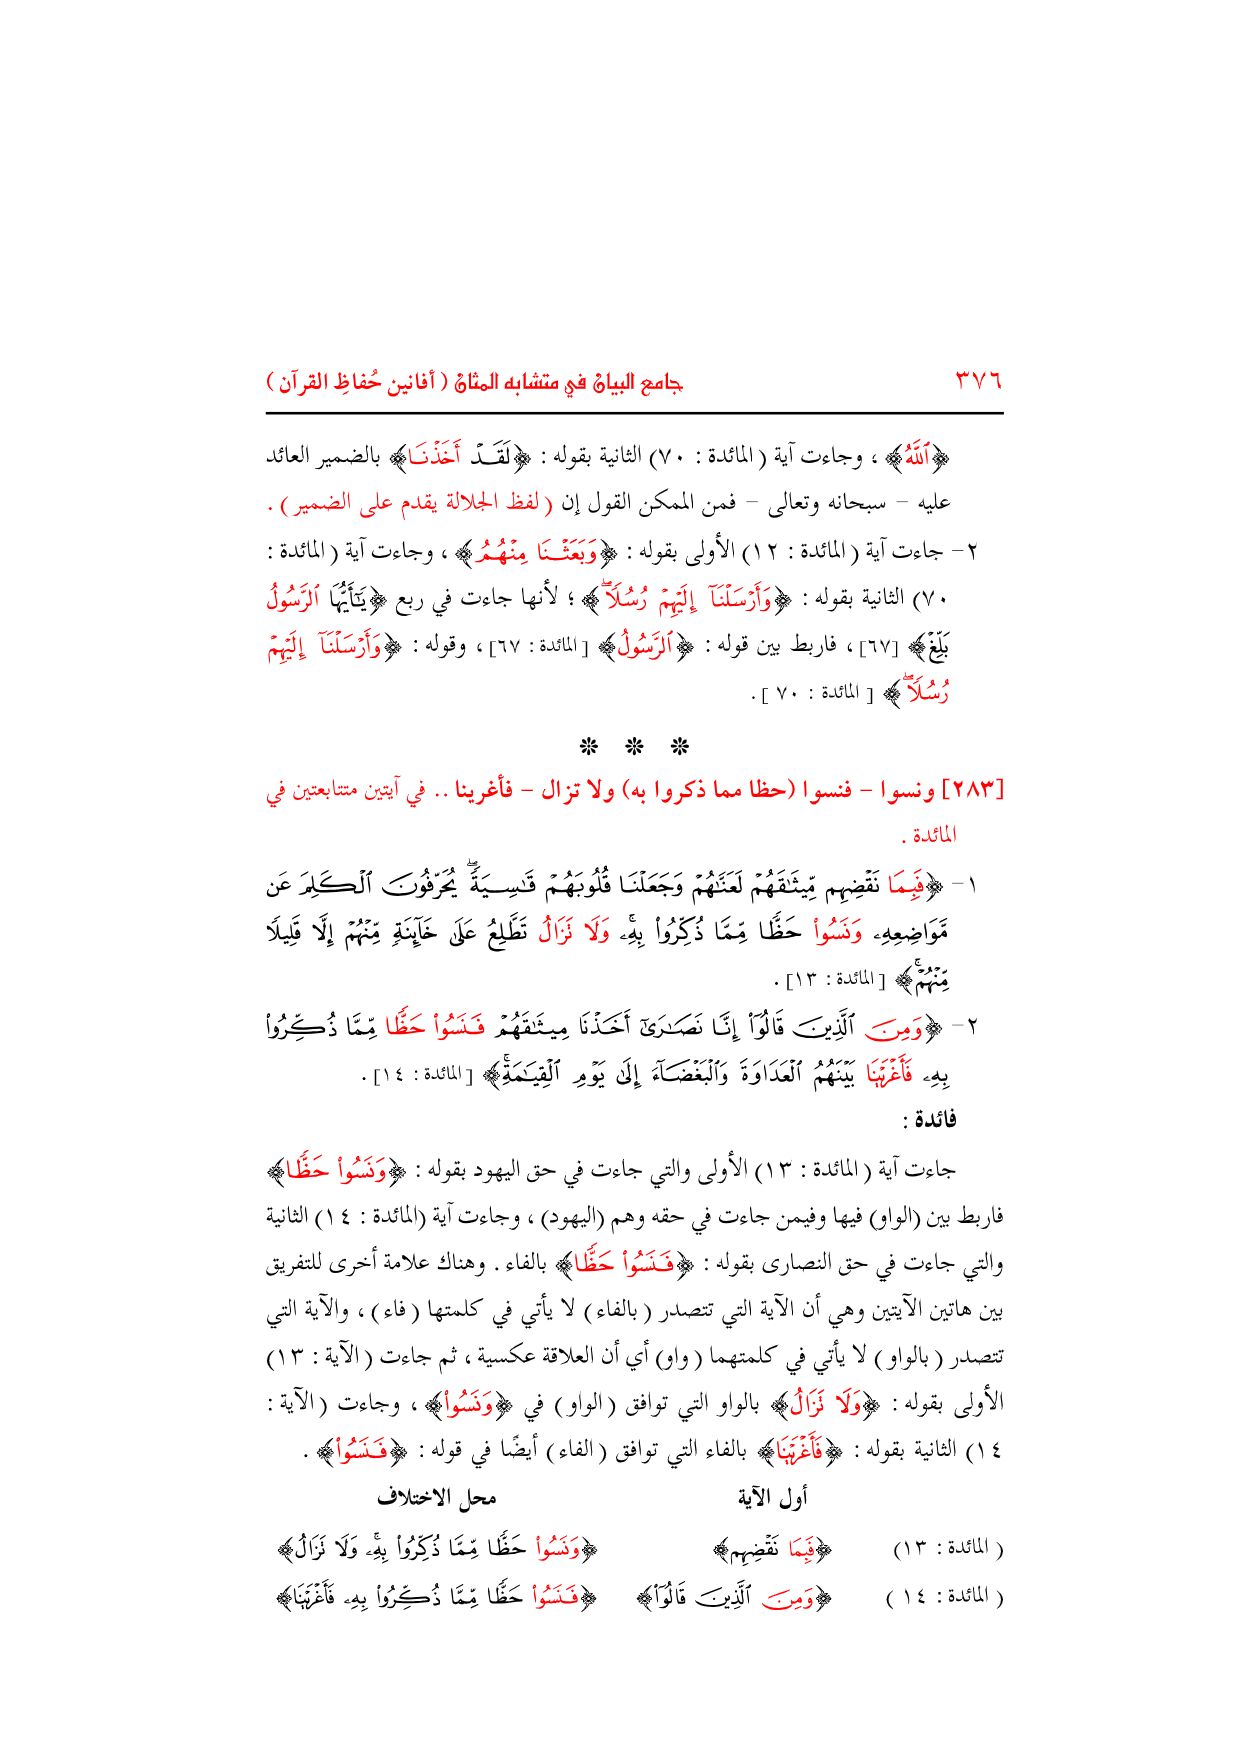 ٣٧٦ جامع البيان في متشابه المثان ( أفانين حُفاظِ القرآن )
﴿ٱللَّهُ﴾ ، وجاءت آية ( المائدة : ٧٠) الثانية بقوله : ﴿لَقَدْ أَخَذْنَا﴾ بالضمير العائد
عليه – سبحانه وتعالى – فمن الممكن القول إن ( لفظ الجلالة يقدم على الضمير ) .
٢- جاءت آية ( المائدة : ١٢) الأولى بقوله : ﴿وَبَعَثْنَا مِنْهُمُ﴾ ، وجاءت آية ( المائدة :
٧٠) الثانية بقوله : ﴿وَأَرْسَلْنَآ إِلَيْهِمْ رُسُلًاۖ﴾ ؛ لأنها جاءت في ربع ﴿يَٰٓأَيُّهَا ٱلرَّسُولُ
بَلِّغْ﴾ [٦٧] ، فاربط بين قوله : ﴿ٱلرَّسُولُ﴾ [ المائدة : ٦٧] ، وقوله : ﴿وَأَرْسَلْنَآ إِلَيْهِمْ
رُسُلًاۖ﴾ [ المائدة : ٧٠ ] .
❊ ❊ ❊
[٢٨٣] ونسوا – فنسوا (حظا مما ذكروا به) ولا تزال – فأغرينا .. في آيتين متتابعتين في
المائدة .
١- ﴿فَبِمَا نَقْضِهِم مِّيثَٰقَهُمْ لَعَنَّٰهُمْ وَجَعَلْنَا قُلُوبَهُمْ قَٰسِيَةًۖ يُحَرِّفُونَ ٱلْكَلِمَ عَن
مَّوَاضِعِهِۦ وَنَسُوا۟ حَظًّا مِّمَّا ذُكِّرُوا۟ بِهِۦۚ وَلَا تَزَالُ تَطَّلِعُ عَلَىٰ خَآئِنَةٍ مِّنْهُمْ إِلَّا قَلِيلًا
مِّنْهُمْۚ﴾ [ المائدة : ١٣] .
٢- ﴿وَمِنَ ٱلَّذِينَ قَالُوٓا۟ إِنَّا نَصَٰرَىٰٓ أَخَذْنَا مِيثَٰقَهُمْ فَنَسُوا۟ حَظًّا مِّمَّا ذُكِّرُوا۟
بِهِۦ فَأَغْرَيْنَا بَيْنَهُمُ ٱلْعَدَاوَةَ وَٱلْبَغْضَآءَ إِلَىٰ يَوْمِ ٱلْقِيَٰمَةِۚ﴾ [ المائدة : ١٤] .
فائدة :
جاءت آية ( المائدة : ١٣) الأولى والتي جاءت في حق اليهود بقوله : ﴿وَنَسُوا۟ حَظًّا﴾
فاربط بين (الواو) فيها وفيمن جاءت في حقه وهم (اليهود) ، وجاءت آية (المائدة : ١٤) الثانية
والتي جاءت في حق النصارى بقوله : ﴿فَنَسُوا۟ حَظًّا﴾ بالفاء . وهناك علامة أخرى للتفريق
بين هاتين الآيتين وهي أن الآية التي تتصدر ( بالفاء ) لا يأتي في كلمتها ( فاء ) ، والآية التي
تتصدر ( بالواو ) لا يأتي في كلمتهما ( واو) أي أن العلاقة عكسية ، ثم جاءت ( الآية : ١٣)
الأولى بقوله : ﴿وَلَا تَزَالُ﴾ بالواو التي توافق ( الواو ) في ﴿وَنَسُوا۟﴾ ، وجاءت ( الآية :
١٤) الثانية بقوله : ﴿فَأَغْرَيْنَا﴾ بالفاء التي توافق ( الفاء ) أيضًا في قوله : ﴿فَنَسُوا۟﴾ .
أول الآية محل الاختلاف
( المائدة : ١٣) ﴿فَبِمَا نَقْضِهِم﴾ ﴿وَنَسُوا۟ حَظًّا مِّمَّا ذُكِّرُوا۟ بِهِۦۚ وَلَا تَزَالُ﴾
( المائدة : ١٤ ) ﴿وَمِنَ ٱلَّذِينَ قَالُوٓا۟﴾ ﴿فَنَسُوا۟ حَظًّا مِّمَّا ذُكِّرُوا۟ بِهِۦ فَأَغْرَيْنَا﴾